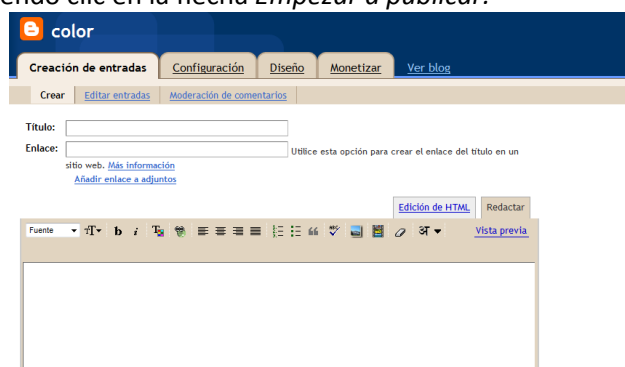 endo clic en la flecha Empezar a publicar.
color
Creación de entradas Configuración Diseño Monetizar Ver blog
Crear Editar entradas Moderación de comentarios
Título:
Enlace: Utilice esta opción para crear el enlace del título en un
sitio web. Más información
Añadir enlace a adjuntos
Edición de HTML Redactar
Fuente T b i T ABC अ Vista previa